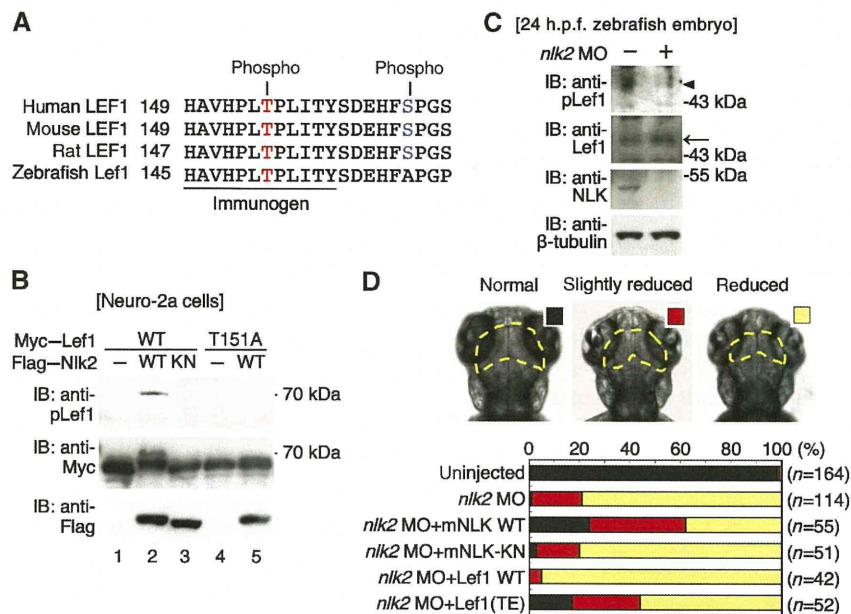 A
Phospho Phospho
Human LEF1 149 HAVHPLTPLITYSDEHFSPGS
Mouse LEF1 149 HAVHPLTPLITYSDEHFSPGS
Rat LEF1 147 HAVHPLTPLITYSDEHFSPGS
Zebrafish Lef1 145 HAVHPLTPLITYSDEHFAPGP
Immunogen
B
[Neuro-2a cells]
Myc–Lef1 WT T151A
Flag–Nlk2 – WT KN – WT
IB: anti-pLef1 70 kDa
IB: anti-Myc 70 kDa
IB: anti-Flag
1 2 3 4 5
C [24 h.p.f. zebrafish embryo]
nlk2 MO – +
IB: anti-pLef1 -43 kDa
IB: anti-Lef1 -43 kDa
IB: anti-NLK -55 kDa
IB: anti-β-tubulin
D
Normal Slightly reduced Reduced
0 20 40 60 80 100 (%)
Uninjected (n=164)
nlk2 MO (n=114)
nlk2 MO+mNLK WT (n=55)
nlk2 MO+mNLK-KN (n=51)
nlk2 MO+Lef1 WT (n=42)
nlk2 MO+Lef1(TE) (n=52)